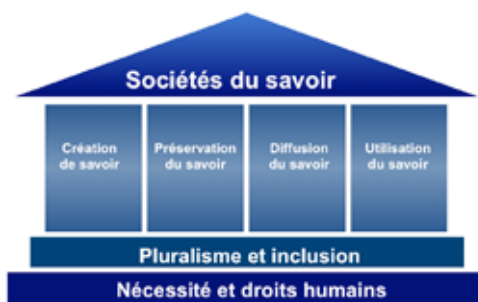 Sociétés du savoir
Création
de savoir
Préservation
du savoir
Diffusion
du savoir
Utilisation
du savoir
Pluralisme et inclusion
Nécessité et droits humains